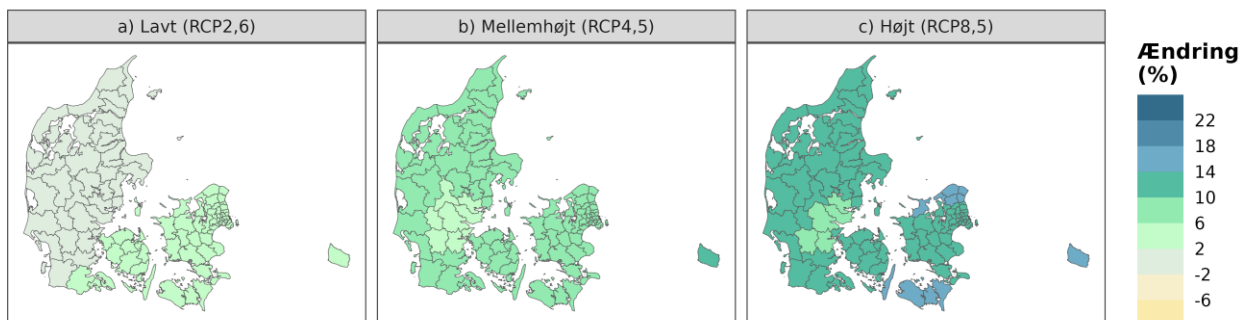 a) Lavt (RCP2,6)
b) Mellemhøjt (RCP4,5)
c) Højt (RCP8,5)
Ændring
(%)
22
18
14
10
6
2
-2
-6